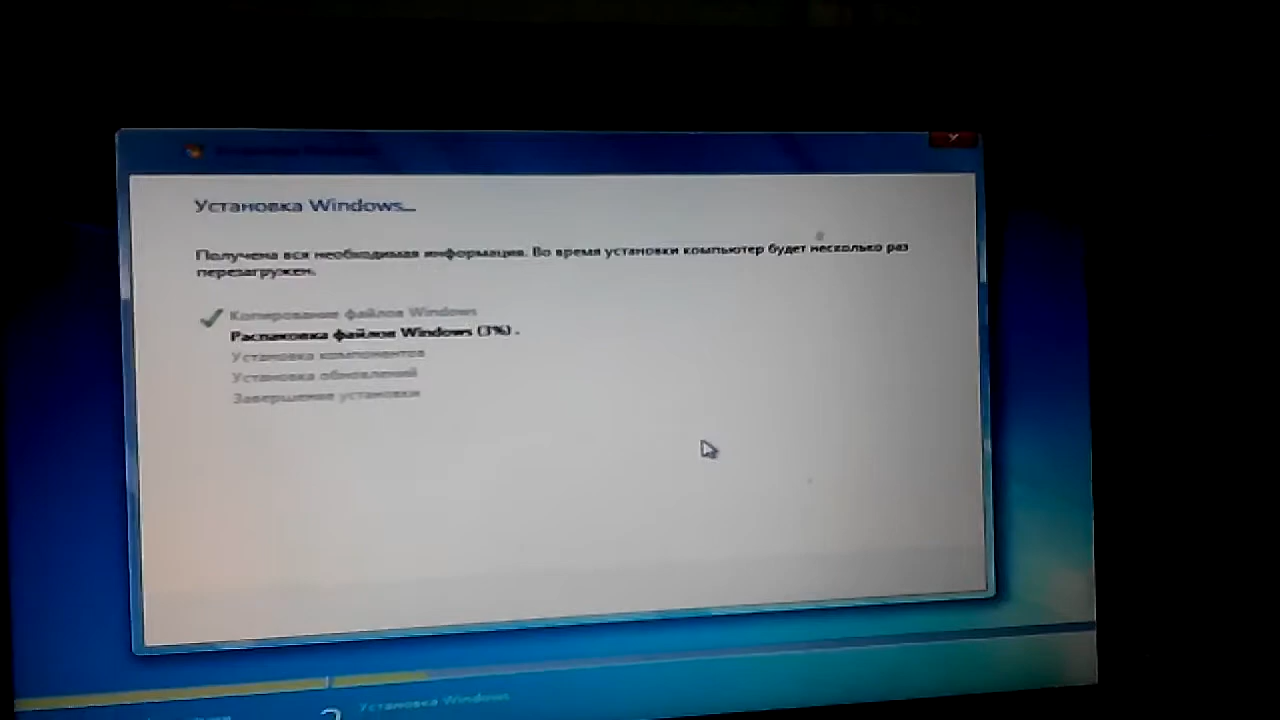 Установка Windows...
Получена вся необходимая информация. Во время установки компьютер будет несколько раз
перезагружен.
Копирование файлов Windows
Распаковка файлов Windows (3%) .
Установка компонентов
Установка обновлений
Завершение установки
2
Установка Windows